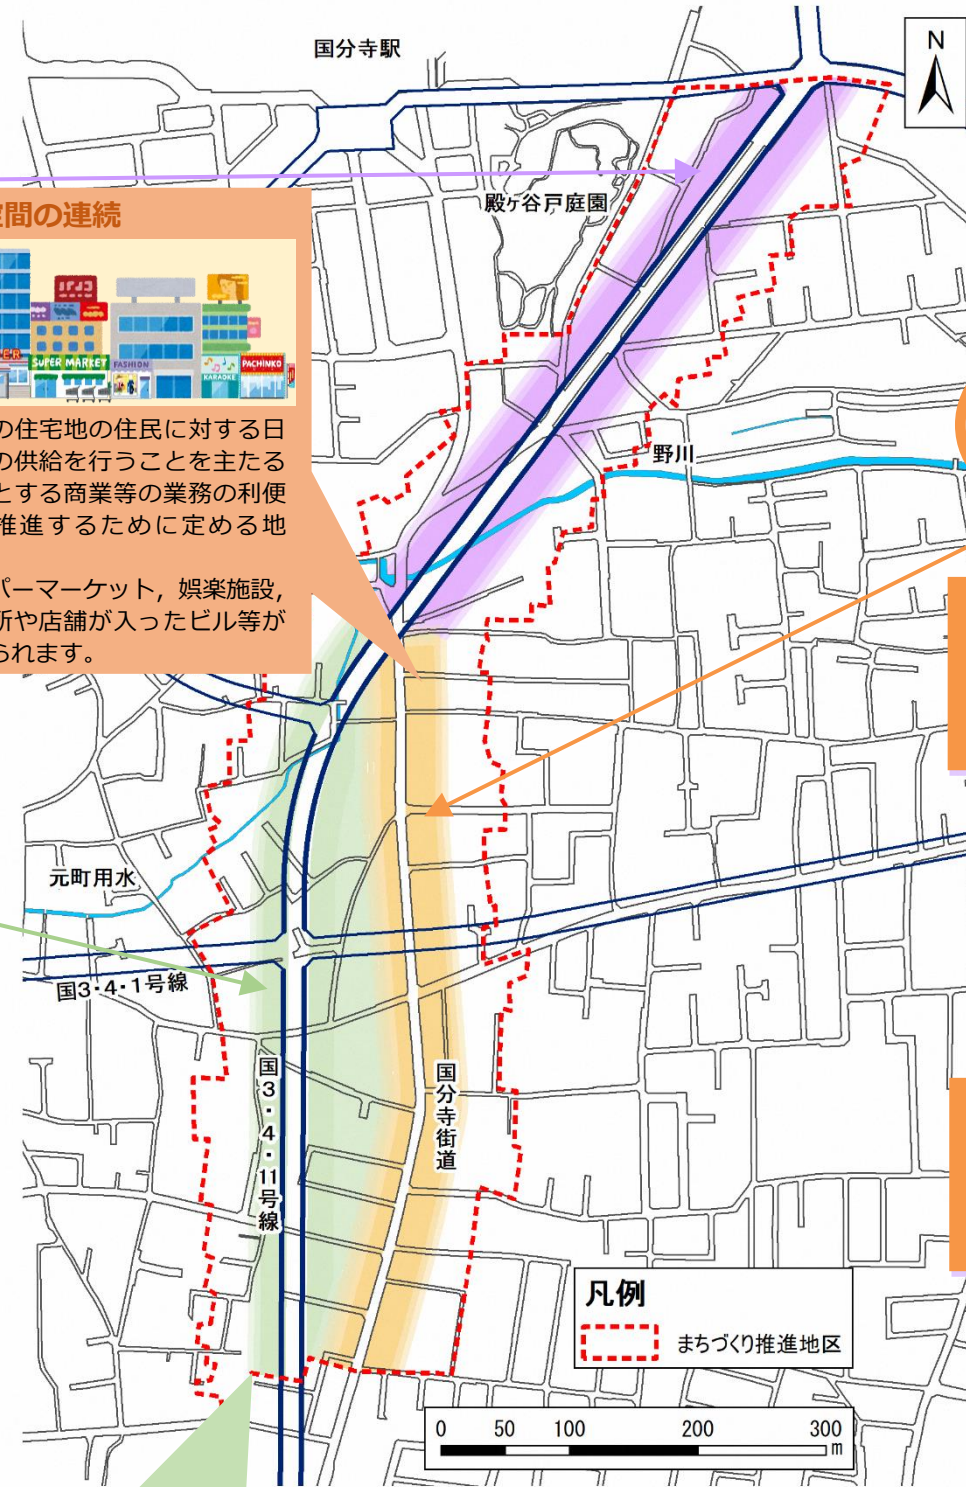 国分寺駅
N
殿ヶ谷戸庭園
空間の連続
SUPER MARKET
FASHION
KARAOKE
PACHINKO
の住宅地の住民に対する日
の供給を行うことを主たる
とする商業等の業務の利便
推進するために定める地
パーマーケット，娯楽施設，
所や店舗が入ったビル等が
られます。
野川
元町用水
国3・4・1号線
国3・4・11号線
国分寺街道
凡例
まちづくり推進地区
0 50 100 200 300
m